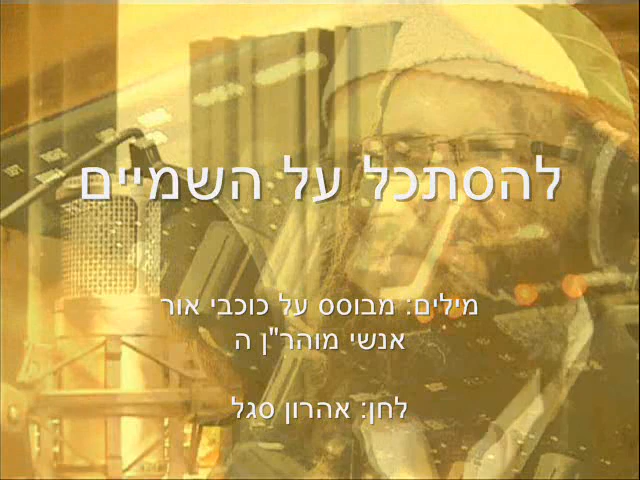 להסתכל על השמיים
מילים: מבוסס על כוכבי אור
אנשי מוהר"ן ה
לחן: אהרון סגל